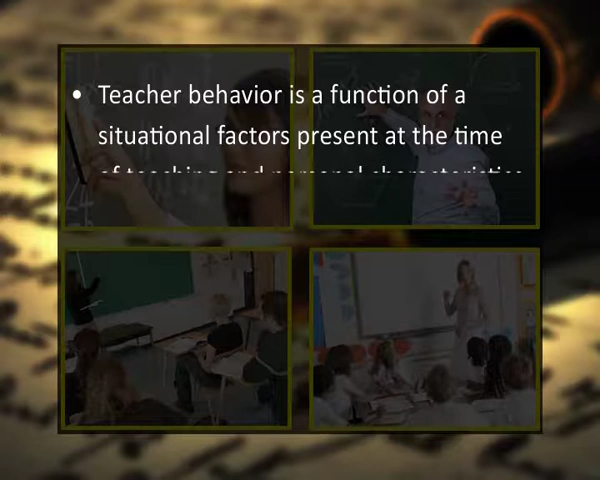 • Teacher behavior is a function of a
situational factors present at the time